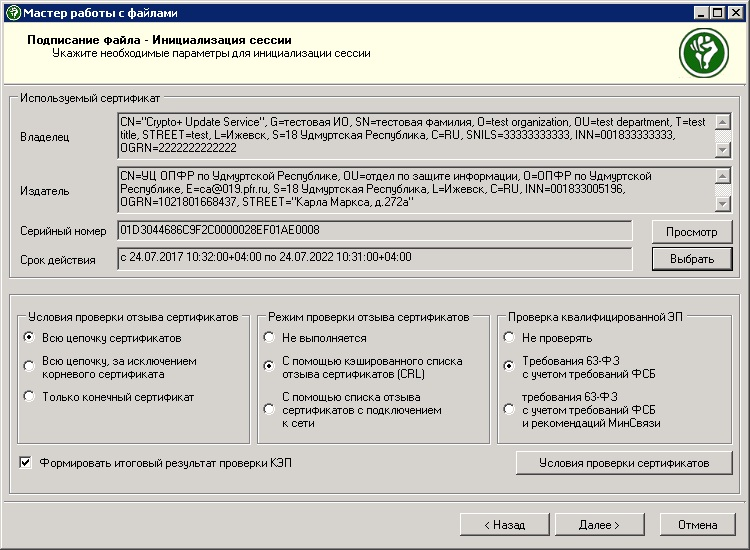 Мастер работы с файлами
Подписание файла - Инициализация сессии
Укажите необходимые параметры для инициализации сессии
Используемый сертификат
Владелец
CN="Crypto+ Update Service", G=тестовая ИО, SN=тестовая фамилия, O=test organization, OU=test department, T=test
title, STREET=test, L=Ижевск, S=18 Удмуртская Республика, C=RU, SNILS=33333333333, INN=001833333333,
OGRN=2222222222222
Издатель
CN=УЦ ОПФР по Удмуртской Республике, OU=отдел по защите информации, O=ОПФР по Удмуртской
Республике, E=ca@019.pfr.ru, S=18 Удмуртская Республика, L=Ижевск, C=RU, INN=001833005196,
OGRN=1021801668437, STREET="Карла Маркса, д.272а"
Серийный номер
01D3044686C9F2C0000028EF01AE0008
Просмотр
Срок действия
с 24.07.2017 10:32:00+04:00 по 24.07.2022 10:31:00+04:00
Выбрать
Условия проверки отзыва сертификатов
Всю цепочку сертификатов
Всю цепочку, за исключением
корневого сертификата
Только конечный сертификат
Режим проверки отзыва сертификатов
Не выполняется
С помощью кэшированного списка
отзыва сертификатов (CRL)
С помощью списка отзыва
сертификатов с подключением
к сети
Проверка квалифицированной ЭП
Не проверять
Требования 63-ФЗ
с учетом требований ФСБ
требования 63-ФЗ
с учетом требований ФСБ
и рекомендаций МинСвязи
Формировать итоговый результат проверки КЭП
Условия проверки сертификатов
< Назад
Далее >
Отмена